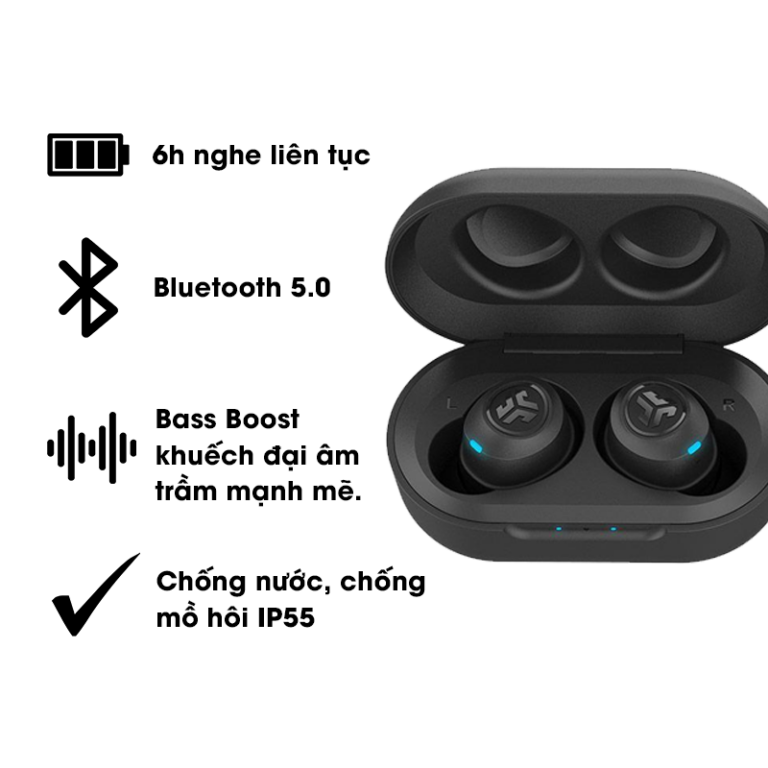 6h nghe liên tục
Bluetooth 5.0
Bass Boost
khuếch đại âm
trầm mạnh mẽ.
L
R
Chống nước, chống
mồ hôi IP55